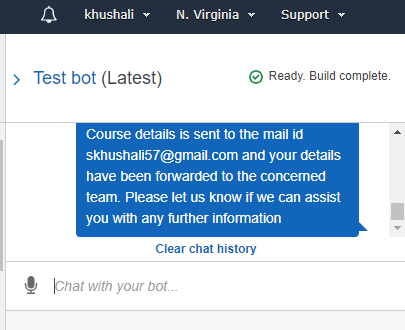 khushali N. Virginia Support
Test bot (Latest) Ready. Build complete.
Course details is sent to the mail id
skhushali57@gmail.com and your details
have been forwarded to the concerned
team. Please let us know if we can assist
you with any further information
Clear chat history
Chat with your bot...